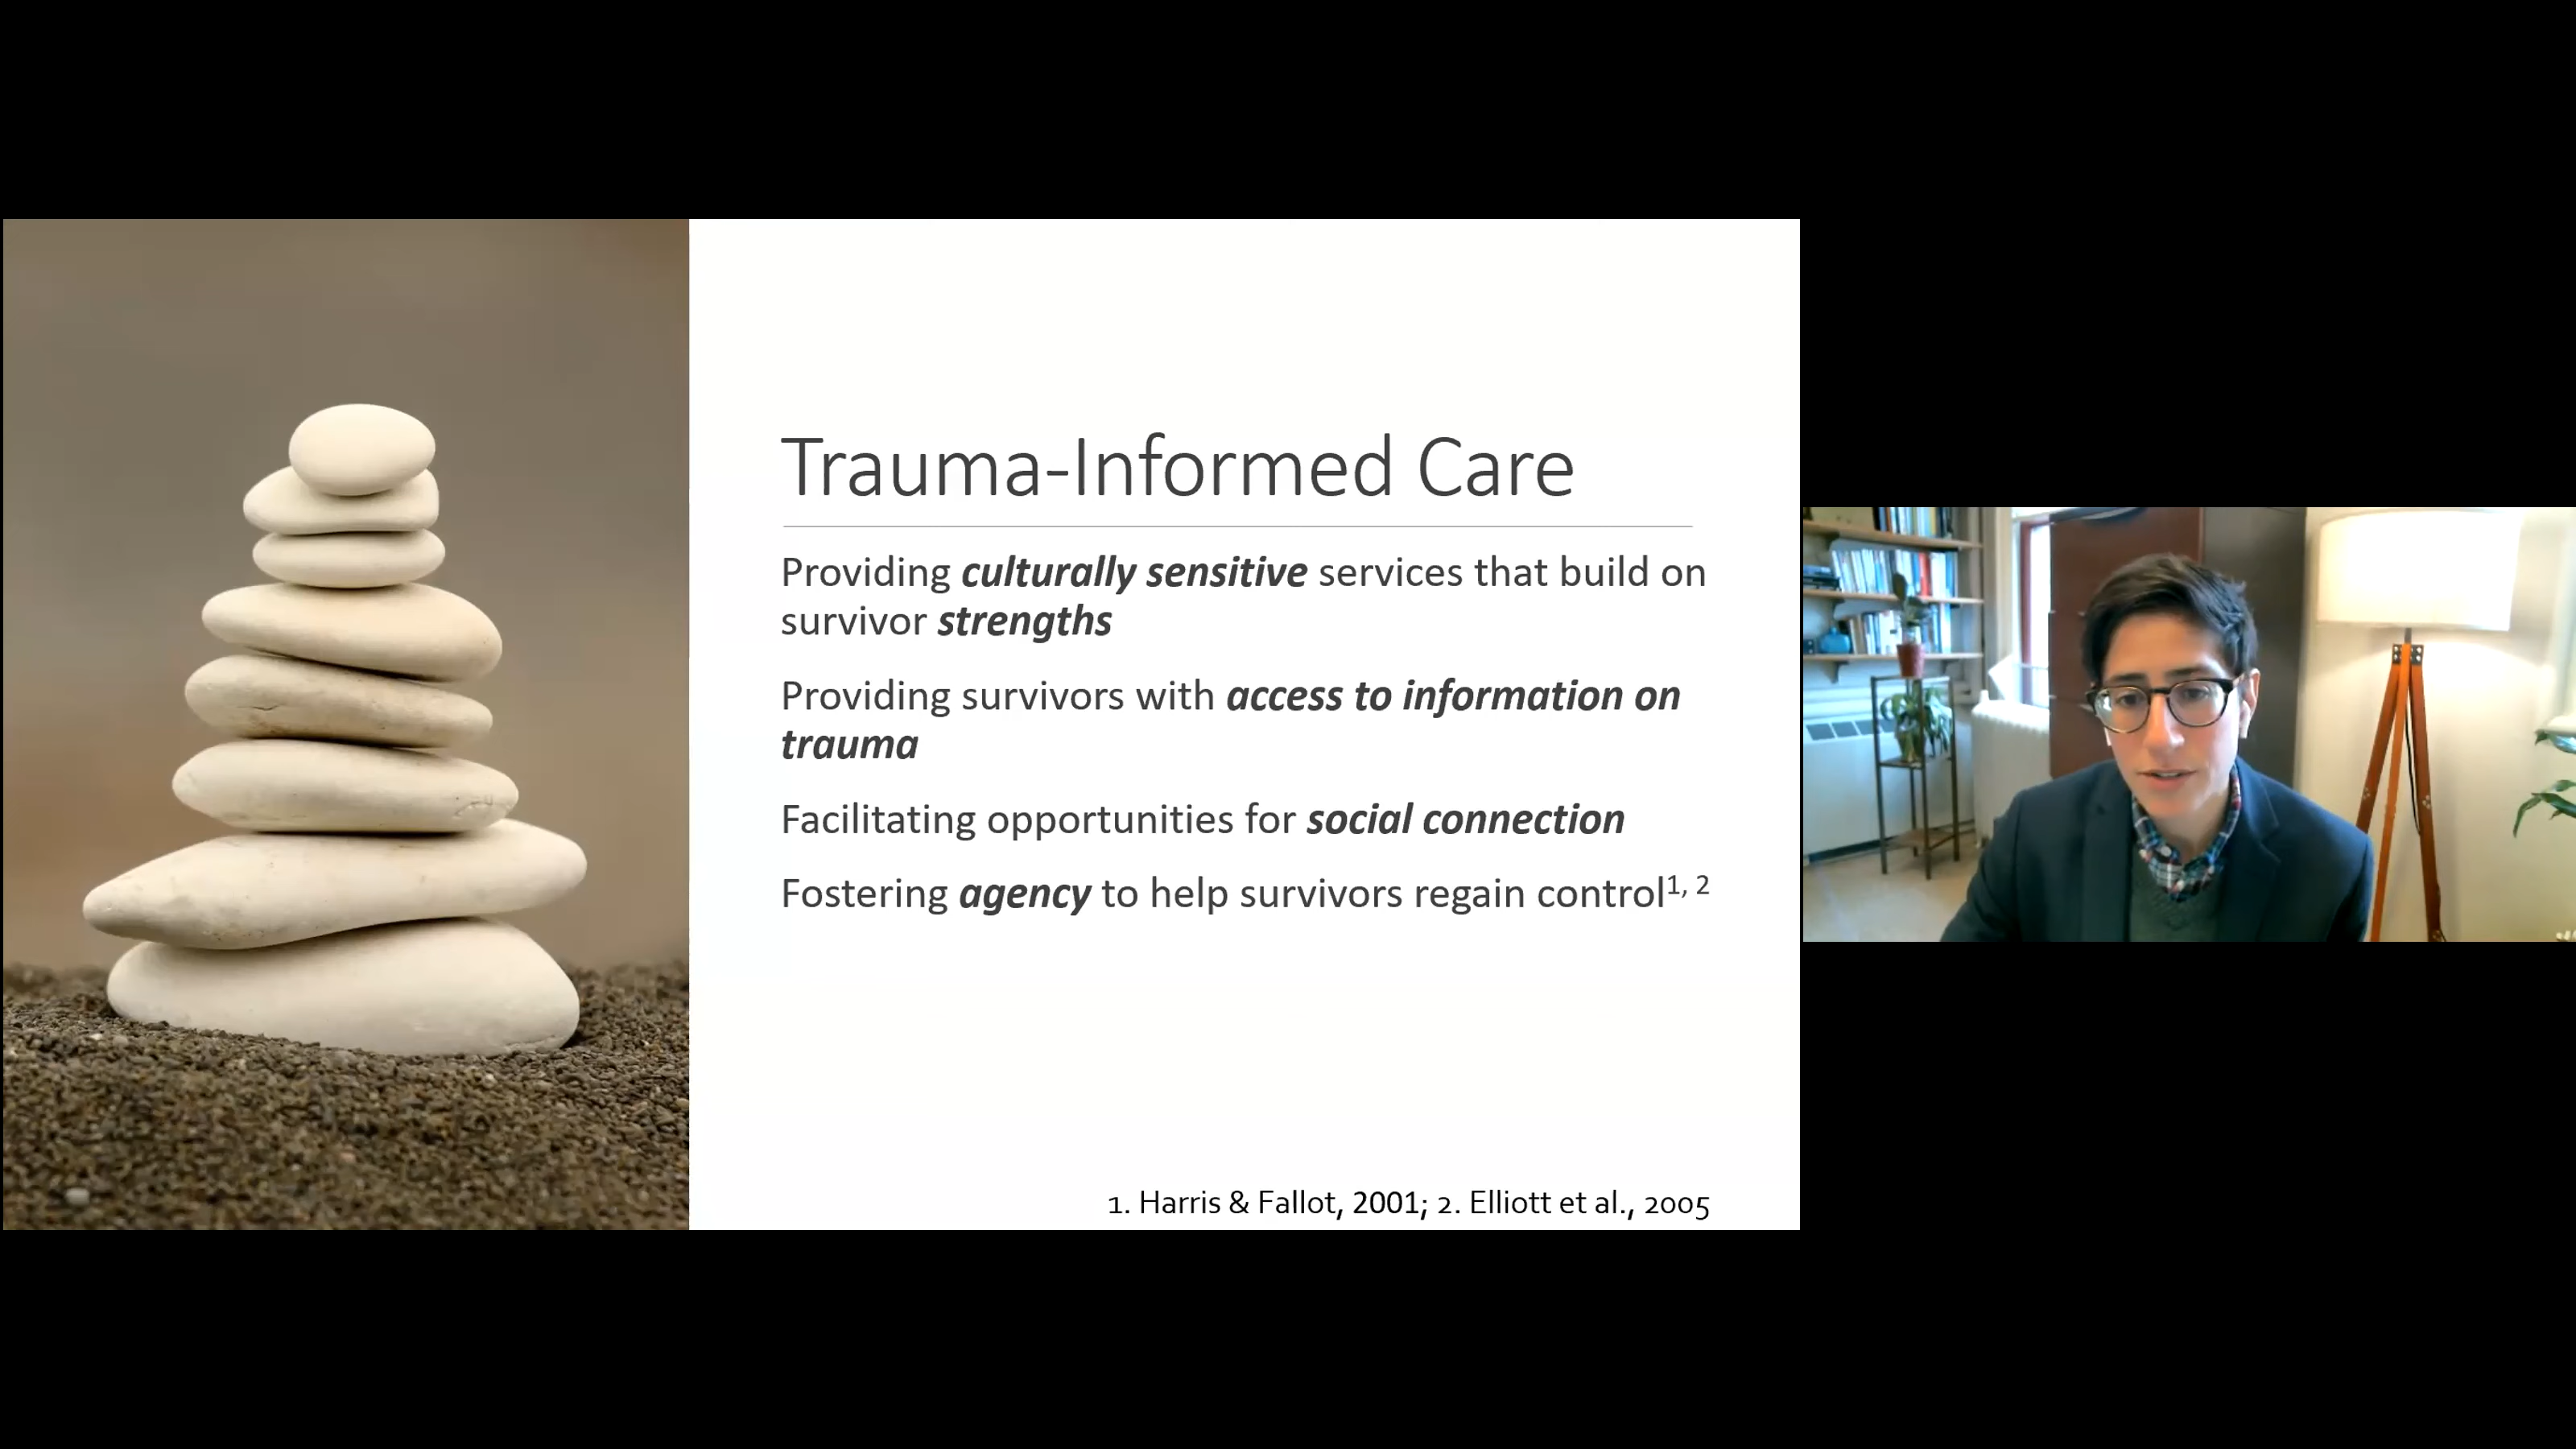 Trauma-Informed Care
Providing culturally sensitive services that build on
survivor strengths
Providing survivors with access to information on
trauma
Facilitating opportunities for social connection
Fostering agency to help survivors regain control1, 2
1. Harris & Fallot, 2001; 2. Elliott et al., 2005